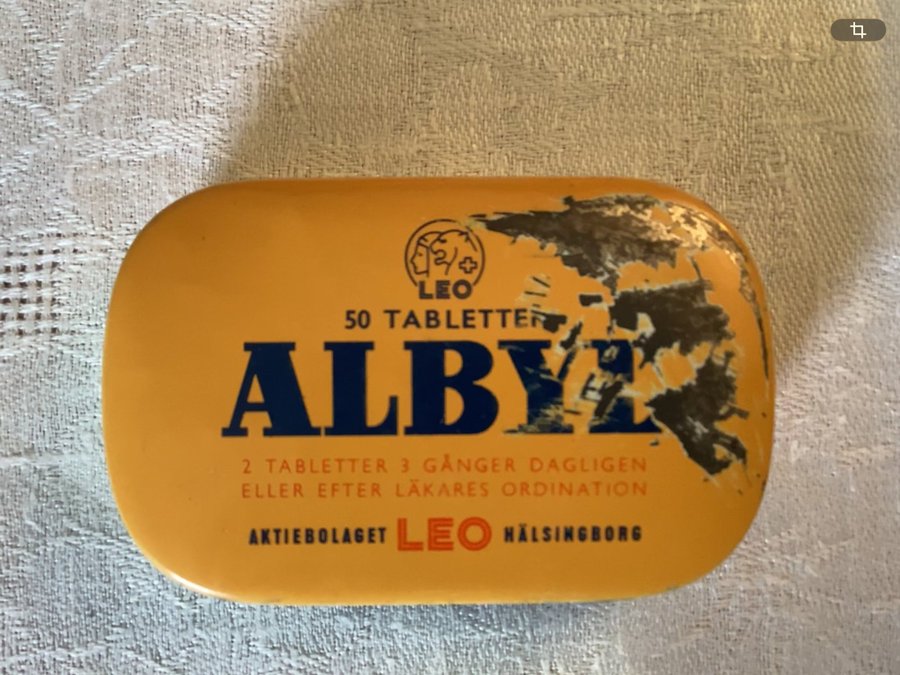 LEO
50 TABLETTER
ALBYL
2 TABLETTER 3 GÅNGER DAGLIGEN
ELLER EFTER LÄKARES ORDINATION
AKTIEBOLAGET LEO HÄLSINGBORG